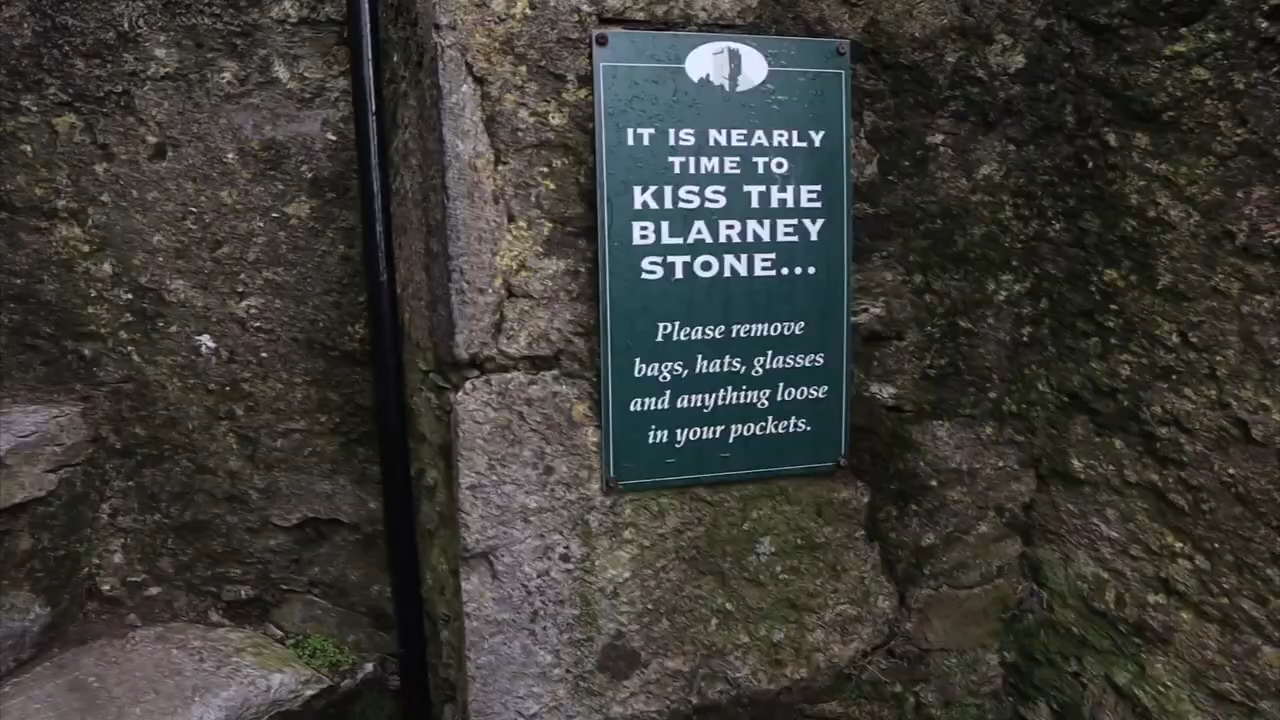 IT IS NEARLY
TIME TO
KISS THE
BLARNEY
STONE...
Please remove
bags, hats, glasses
and anything loose
in your pockets.